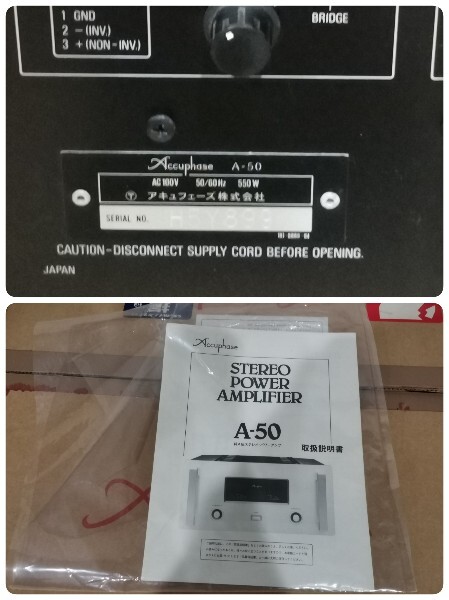 1 GND
2 -(INV.)
3 +(NON-INV.)
BRIDGE
Accuphase A-50
AC100V 50/60Hz 550W
アキュフェーズ株式会社
SERIAL NO.
CAUTION-DISCONNECT SUPPLY CORD BEFORE OPENING.
JAPAN
Accuphase
STEREO
POWER
AMPLIFIER
A-50
取扱説明書